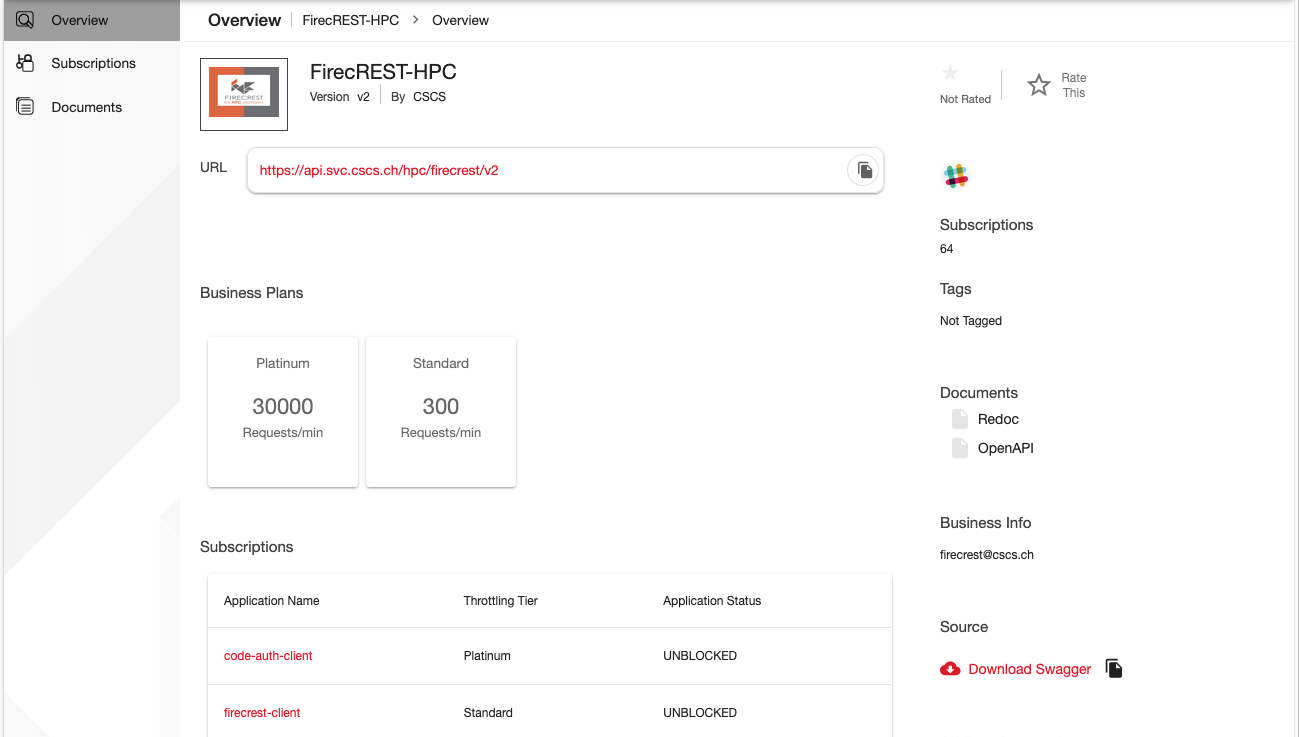 Overview
Subscriptions
Documents
Overview FirecREST-HPC > Overview
FirecREST-HPC
Version v2 By CSCS
FIRECREST
Not Rated
Rate
This
URL
https://api.svc.cscs.ch/hpc/firecrest/v2
Business Plans
Platinum
30000
Requests/min
Standard
300
Requests/min
Subscriptions
Application Name Throttling Tier Application Status
code-auth-client Platinum UNBLOCKED
firecrest-client Standard UNBLOCKED
Subscriptions
64
Tags
Not Tagged
Documents
Redoc
OpenAPI
Business Info
firecrest@cscs.ch
Source
Download Swagger